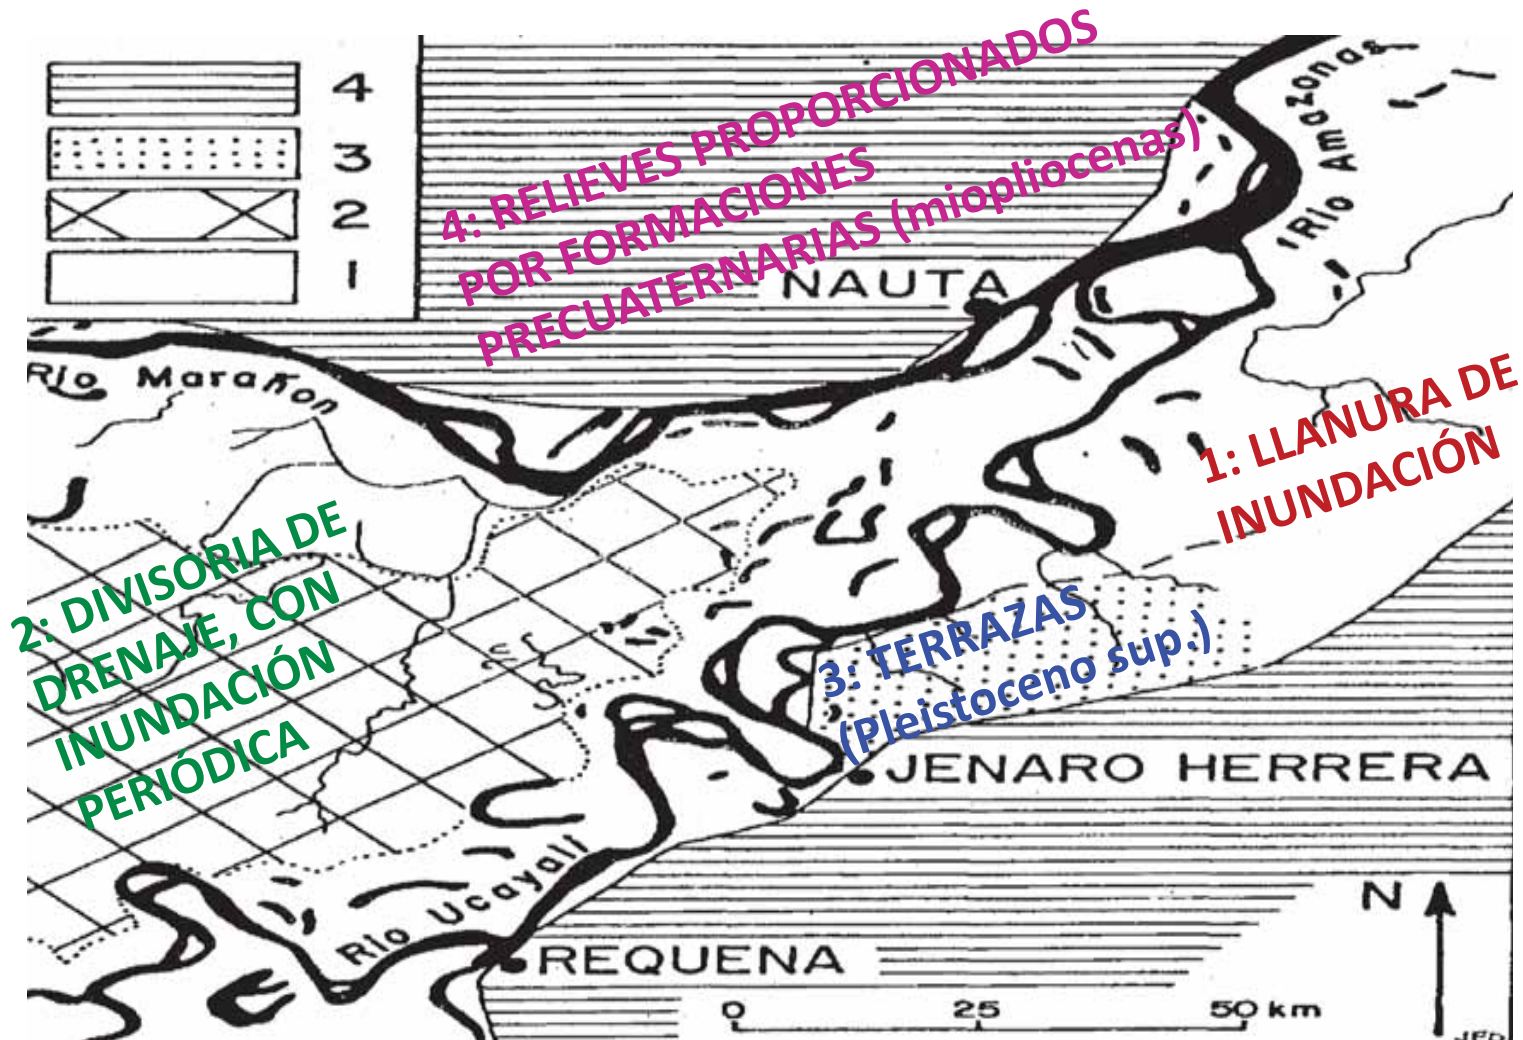 4
3
2
1
4: RELIEVES PROPORCIONADOS
POR FORMACIONES
PRECUATERNARIAS (miopliocenas)
NAUTA
Río Amazonas
Río
Río Marañon
1: LLANURA DE
INUNDACIÓN
2: DIVISORIA DE
DRENAJE, CON
INUNDACIÓN
PERIÓDICA
3: TERRAZAS
(Pleistoceno sup.)
JENARO HERRERA
Río Ucayali
REQUENA
N
0 25 50 km